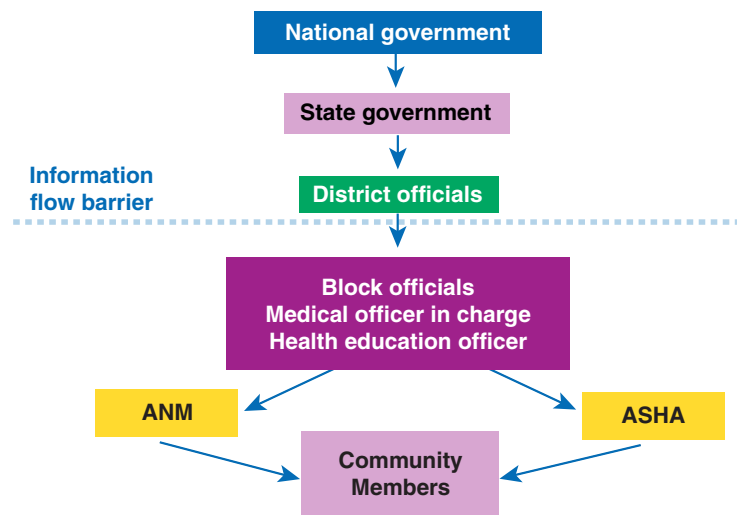 National government
State government
Information
flow barrier
District officials
Block officials
Medical officer in charge
Health education officer
ANM
ASHA
Community
Members